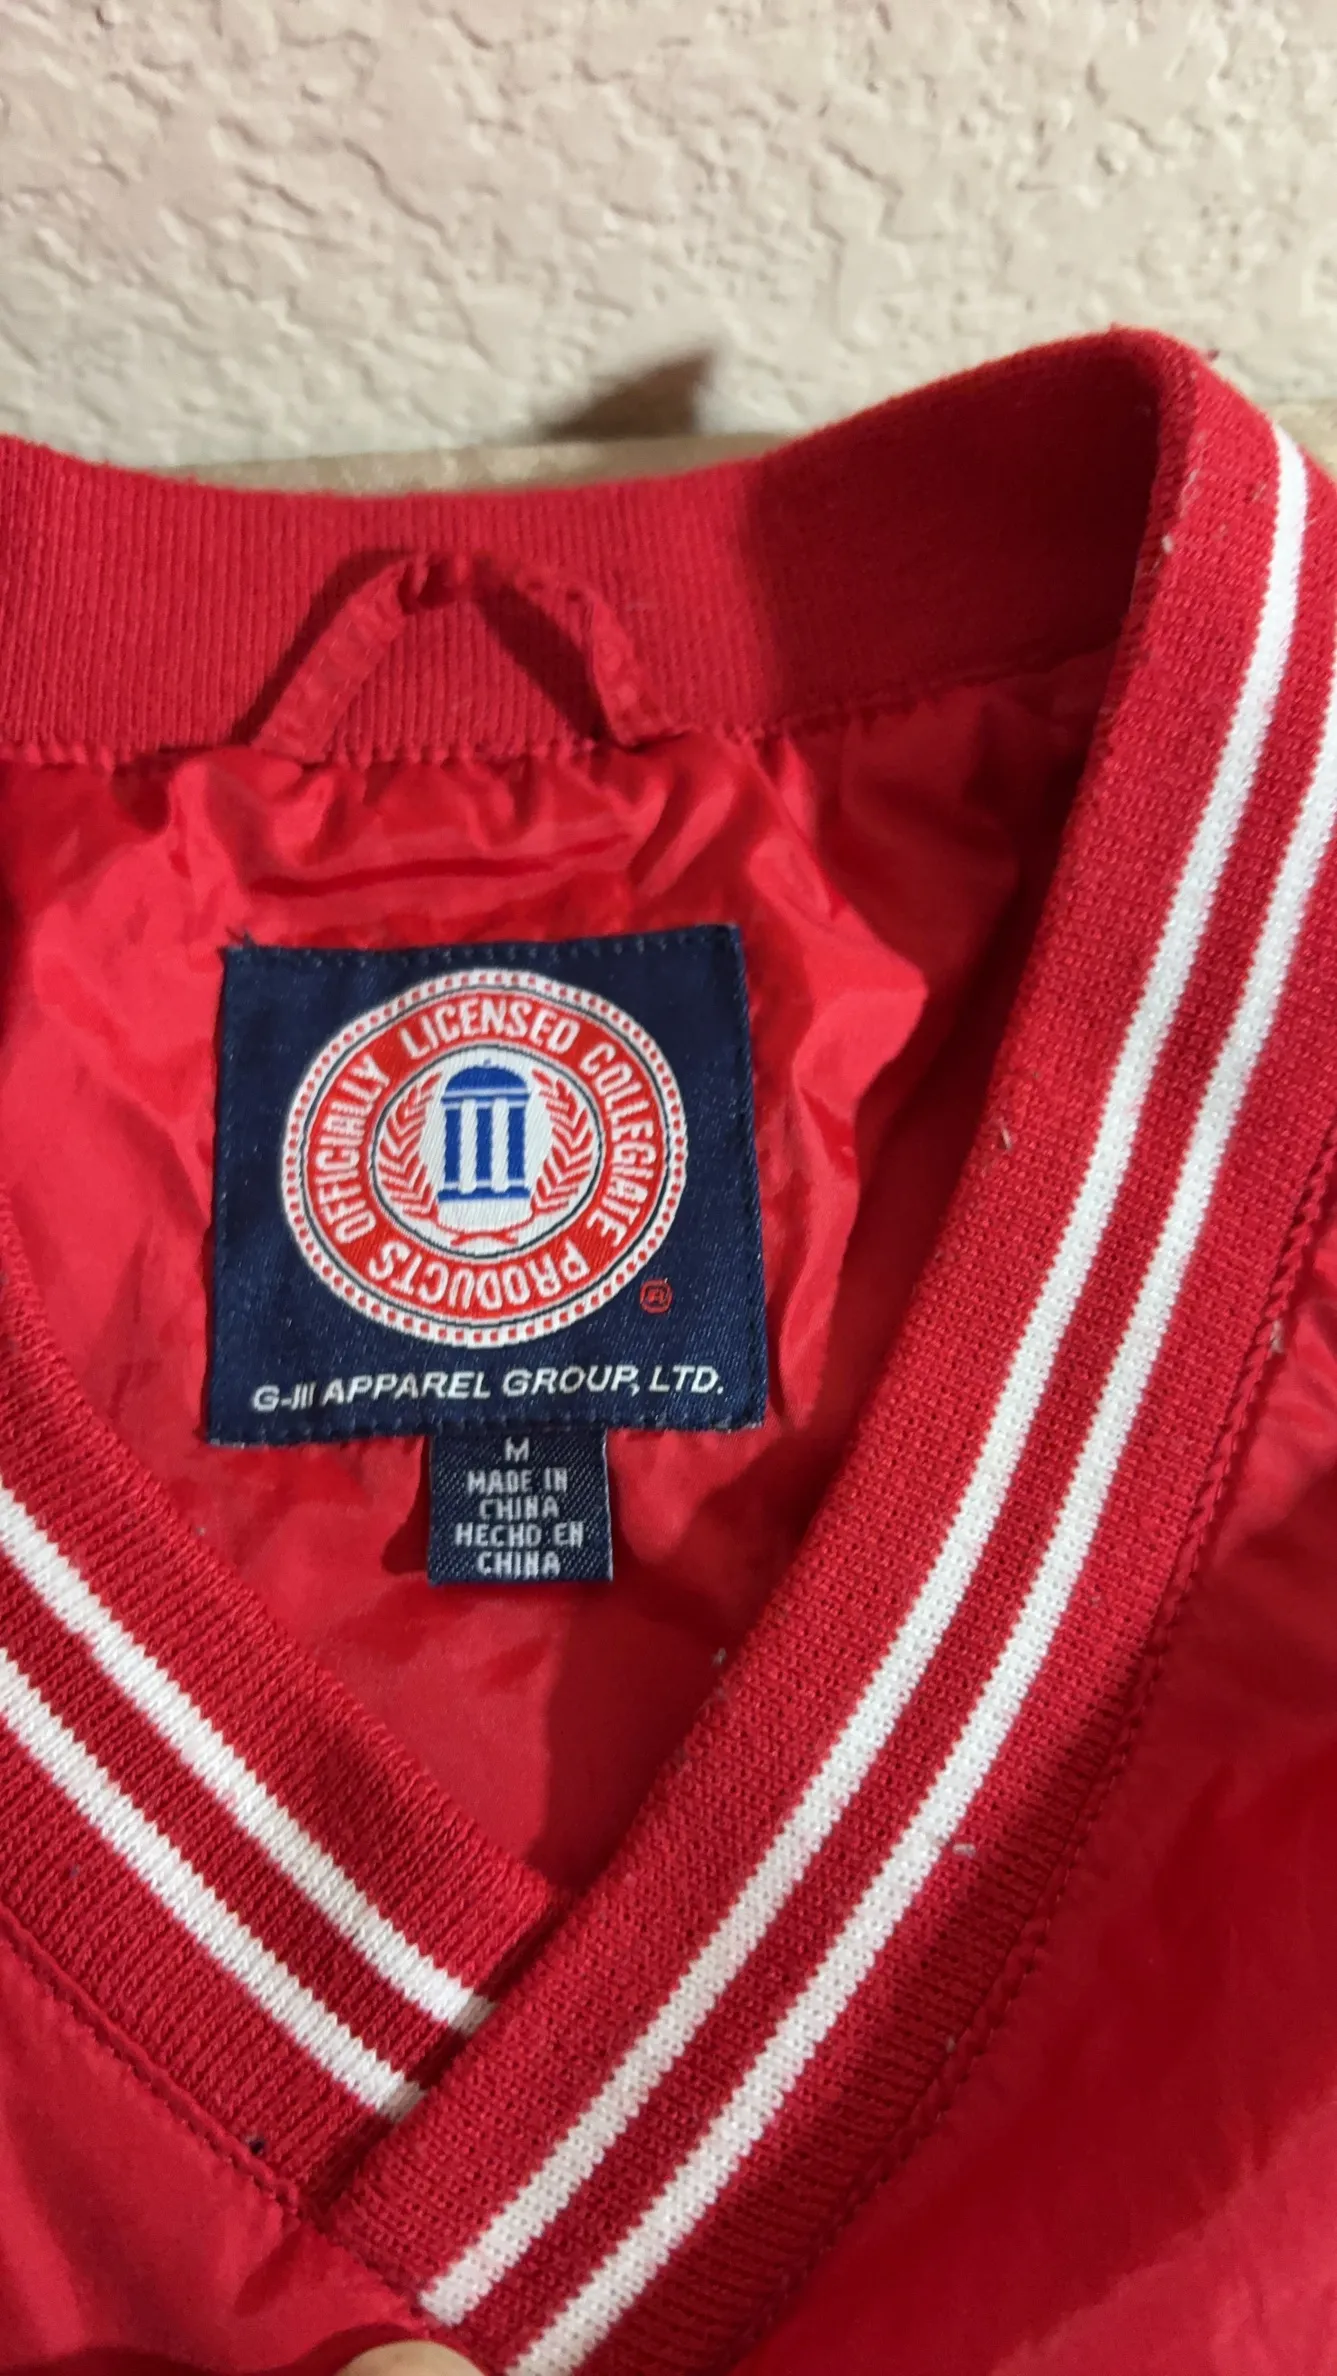 OFFICIALLY LICENSED COLLEGIATE PRODUCTS
®
G-III APPAREL GROUP, LTD.
M
MADE IN
CHINA
HECHO EN
CHINA